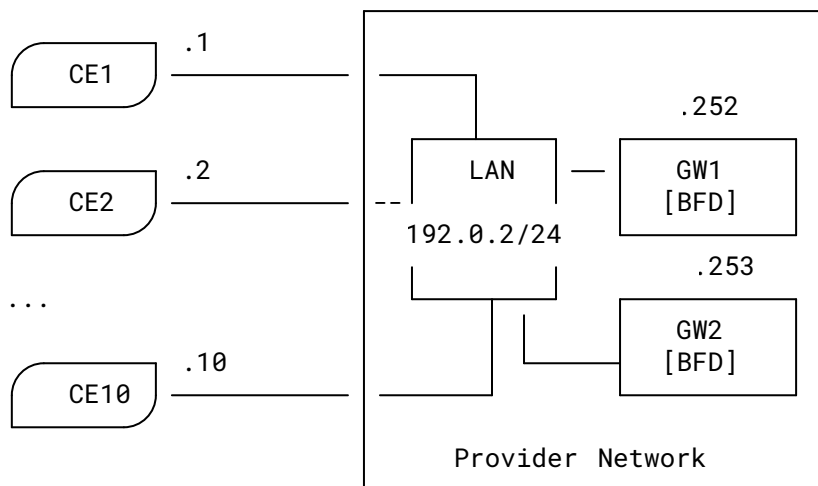 .1
CE1
.252
.2
LAN
GW1
CE2
[BFD]
192.0.2/24
.253
...
GW2
.10
[BFD]
CE10
Provider Network